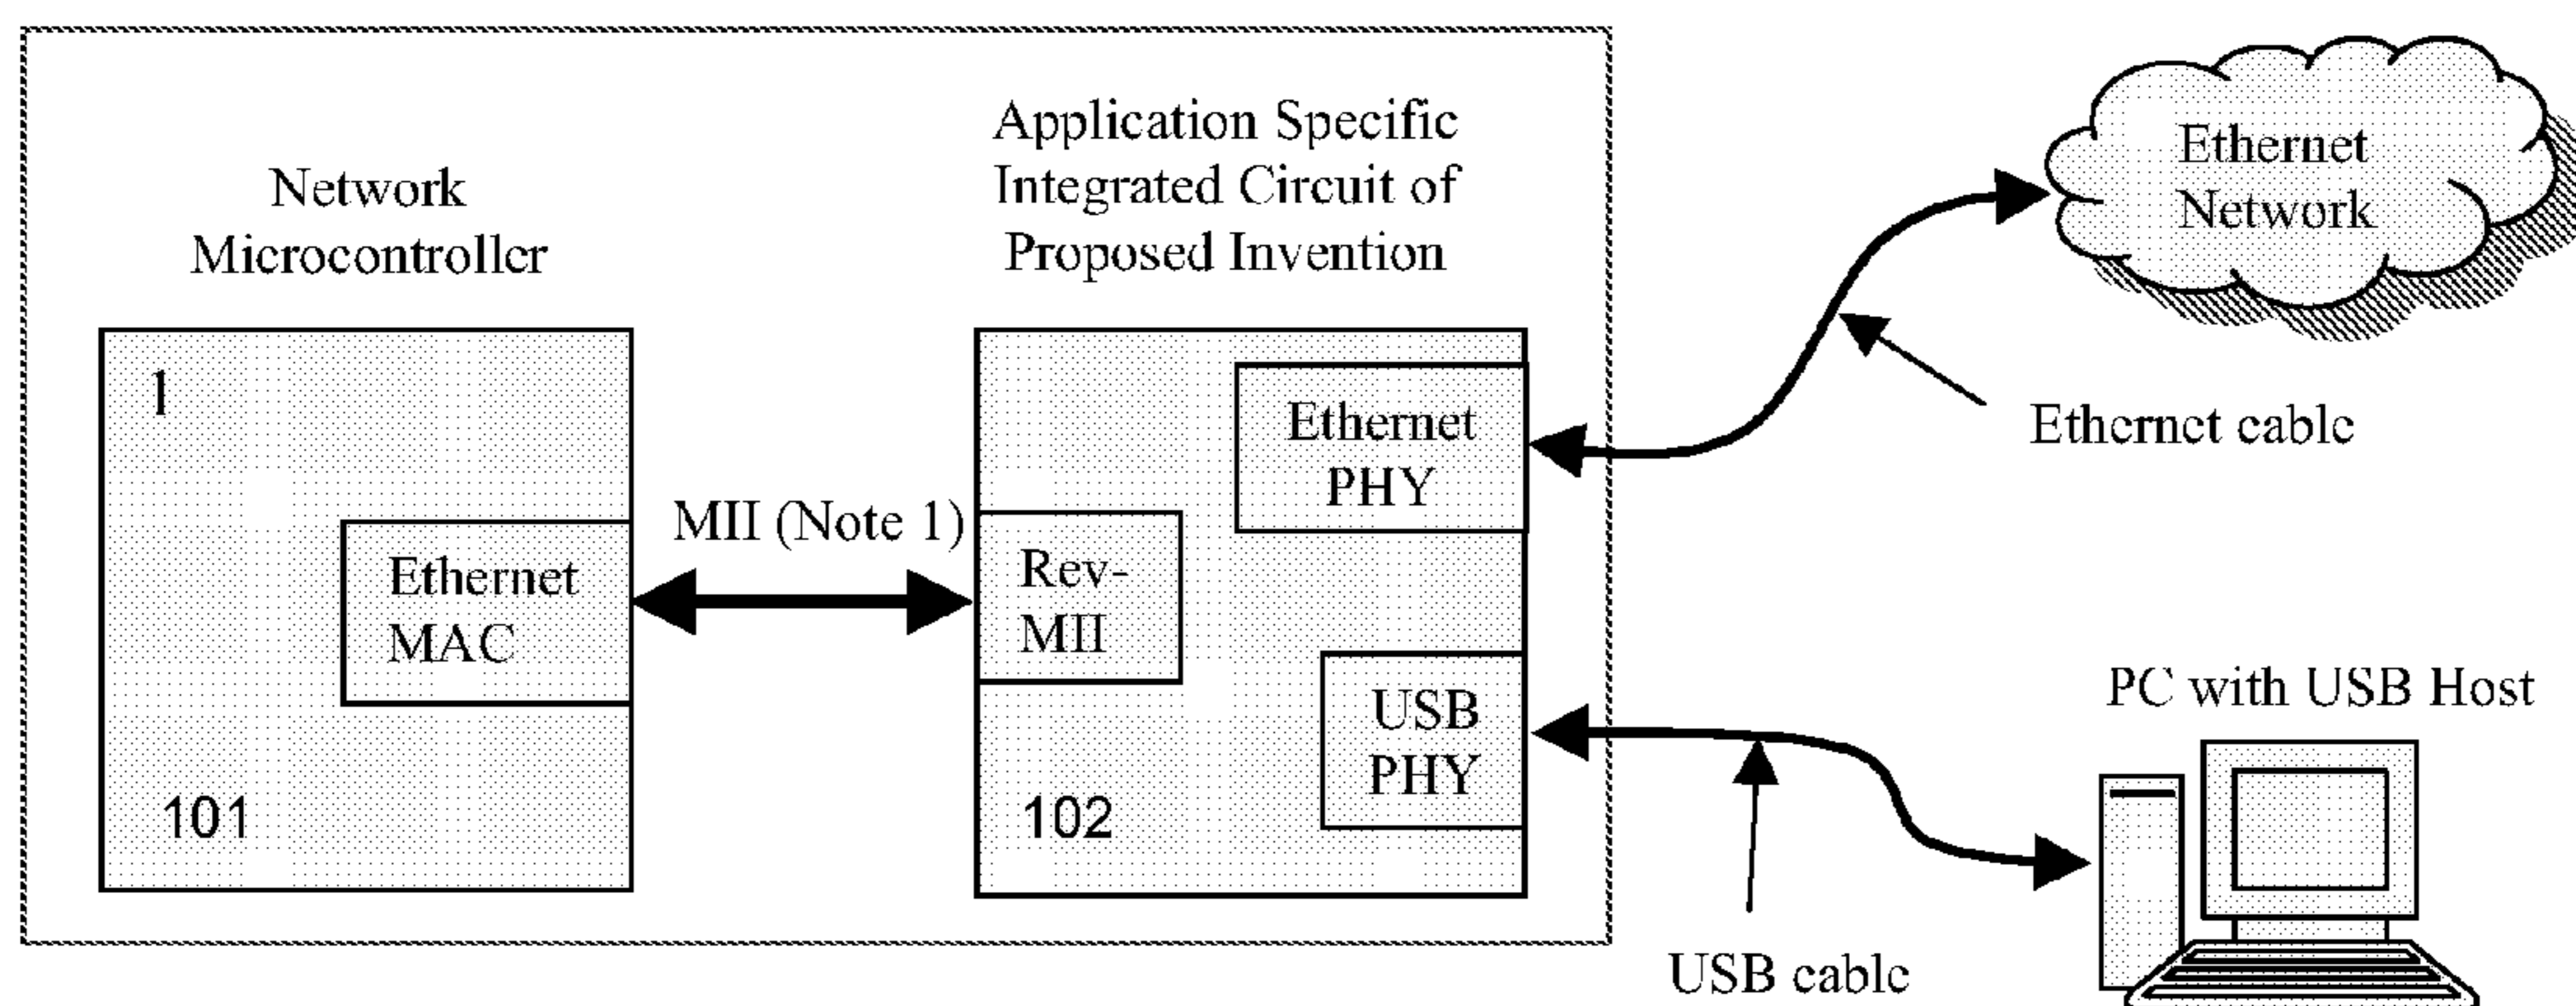 Network
Microcontroller
Application Specific
Integrated Circuit of
Proposed Invention
Ethernet
Network
1
Ethernet
PHY
Ethernet cable
MII (Note 1)
Ethernet
MAC
Rev-
MII
USB
PHY
PC with USB Host
101
102
USB cable